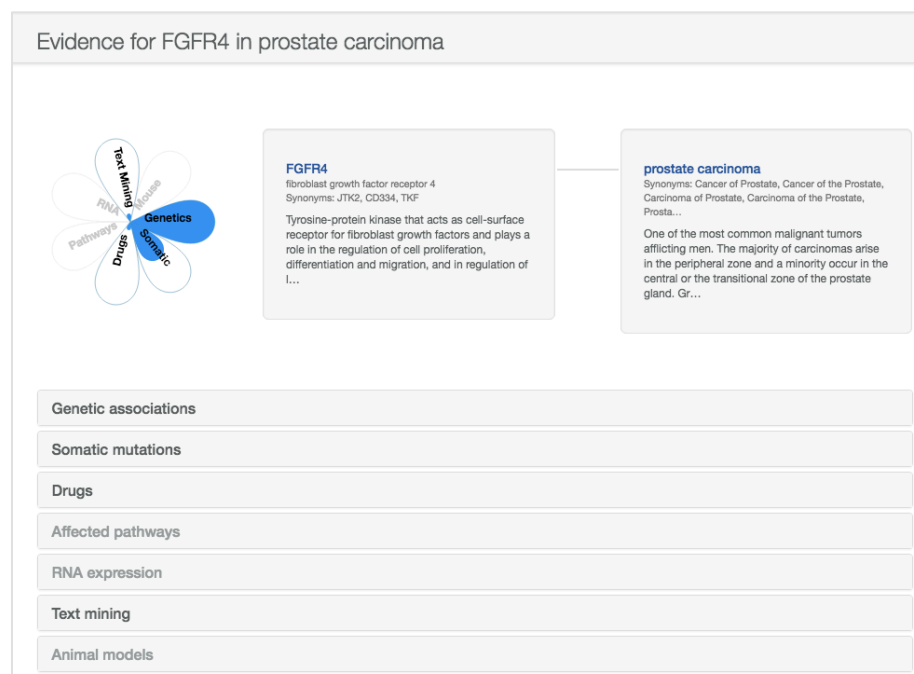 Evidence for FGFR4 in prostate carcinoma
Text Mining
Mouse
RNA
Genetics
Pathways
Somatic
Drugs
FGFR4
fibroblast growth factor receptor 4
Synonyms: JTK2, CD334, TKF
Tyrosine-protein kinase that acts as cell-surface
receptor for fibroblast growth factors and plays a
role in the regulation of cell proliferation,
differentiation and migration, and in regulation of
l...
prostate carcinoma
Synonyms: Cancer of Prostate, Cancer of the Prostate,
Carcinoma of Prostate, Carcinoma of the Prostate,
Prosta...
One of the most common malignant tumors
afflicting men. The majority of carcinomas arise
in the peripheral zone and a minority occur in the
central or the transitional zone of the prostate
gland. Gr...
Genetic associations
Somatic mutations
Drugs
Affected pathways
RNA expression
Text mining
Animal models